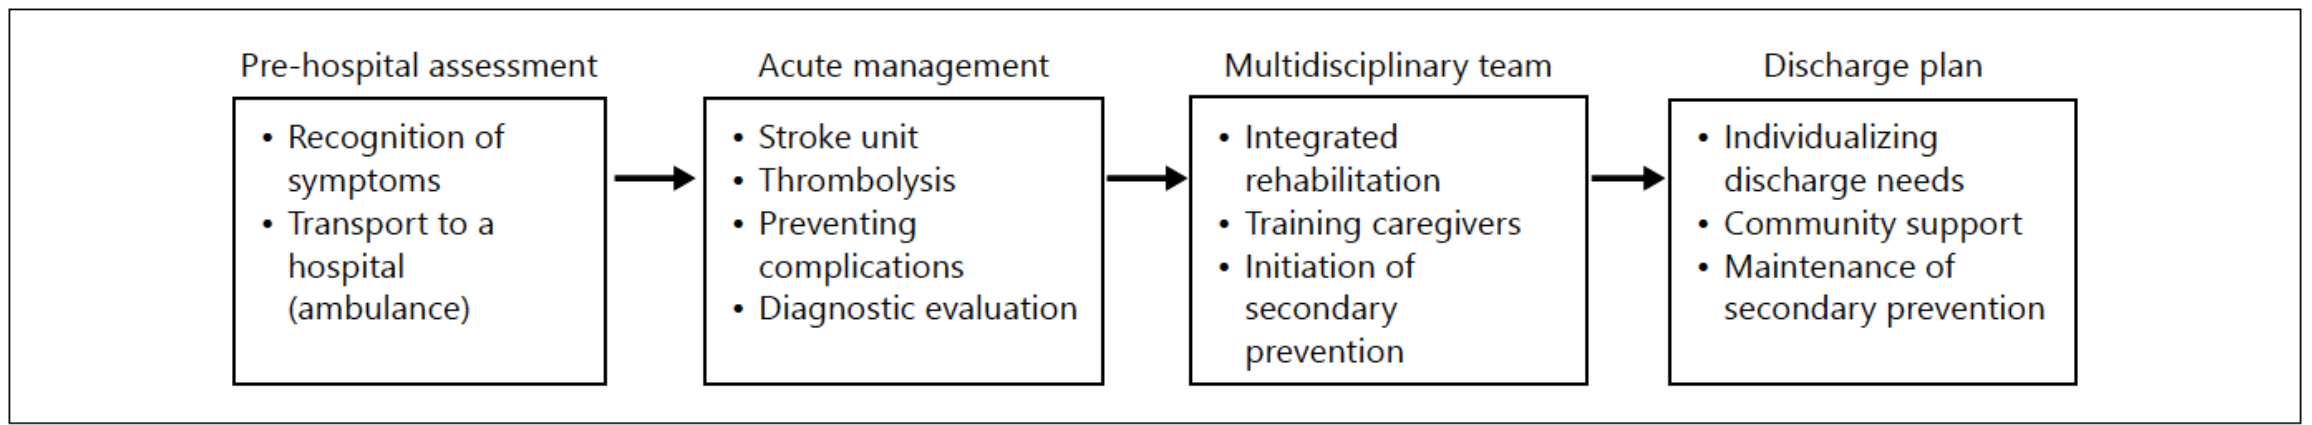 Pre-hospital assessment
• Recognition of
symptoms
• Transport to a
hospital
(ambulance)
Acute management
• Stroke unit
• Thrombolysis
• Preventing
complications
• Diagnostic evaluation
Multidisciplinary team
• Integrated
rehabilitation
• Training caregivers
• Initiation of
secondary
prevention
Discharge plan
• Individualizing
discharge needs
• Community support
• Maintenance of
secondary prevention